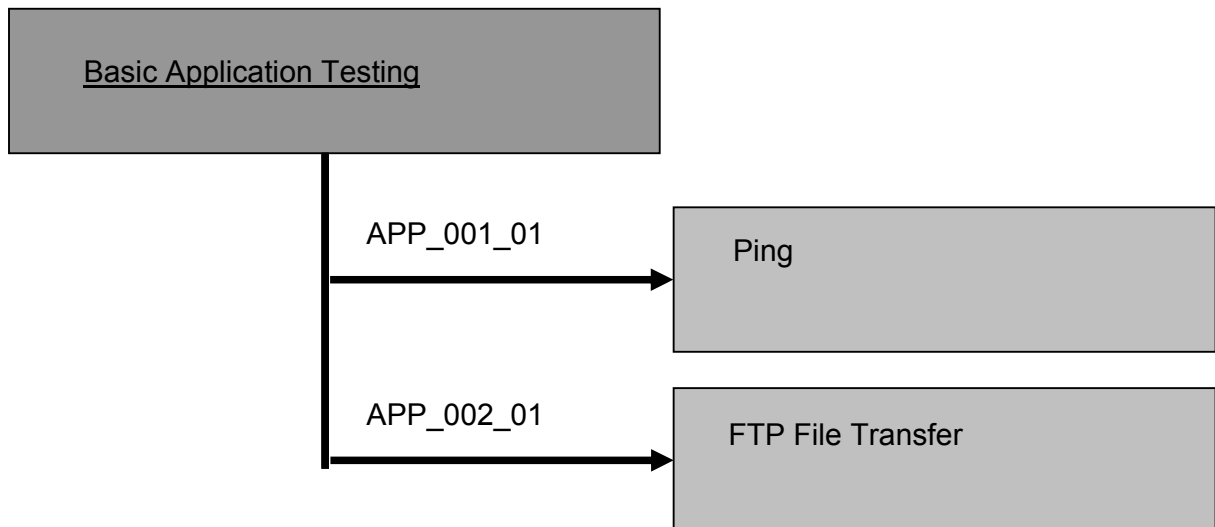 Basic Application Testing
APP_001_01
Ping
APP_002_01
FTP File Transfer